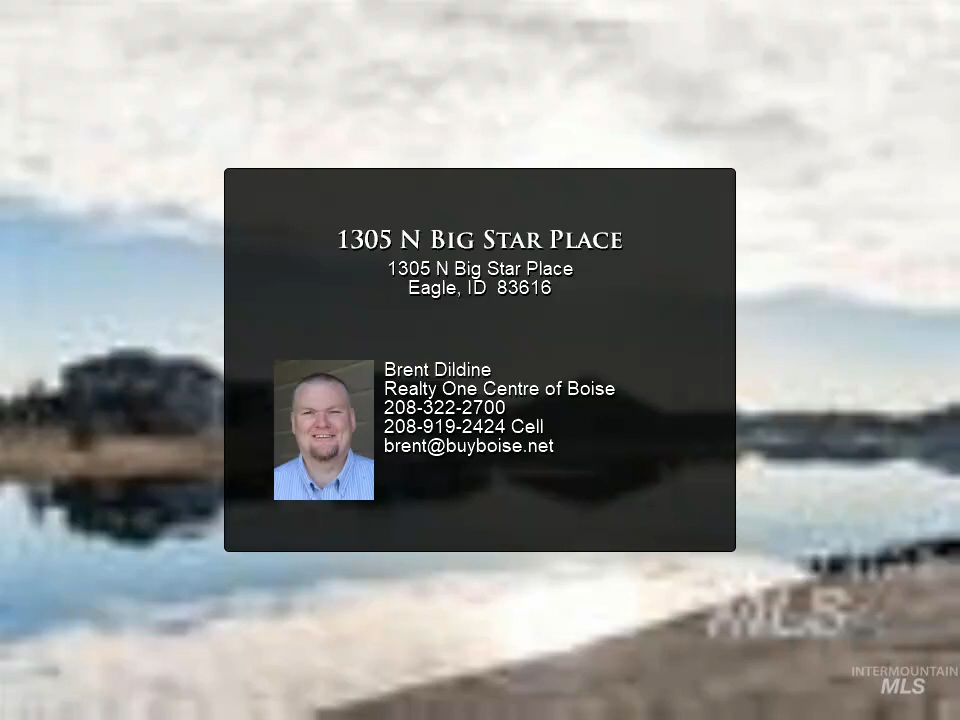 1305 N Big Star Place
1305 N Big Star Place
Eagle, ID  83616
Brent Dildine
Realty One Centre of Boise
208-322-2700
208-919-2424 Cell
brent@buyboise.net
MLS
INTERMOUNTAIN
MLS